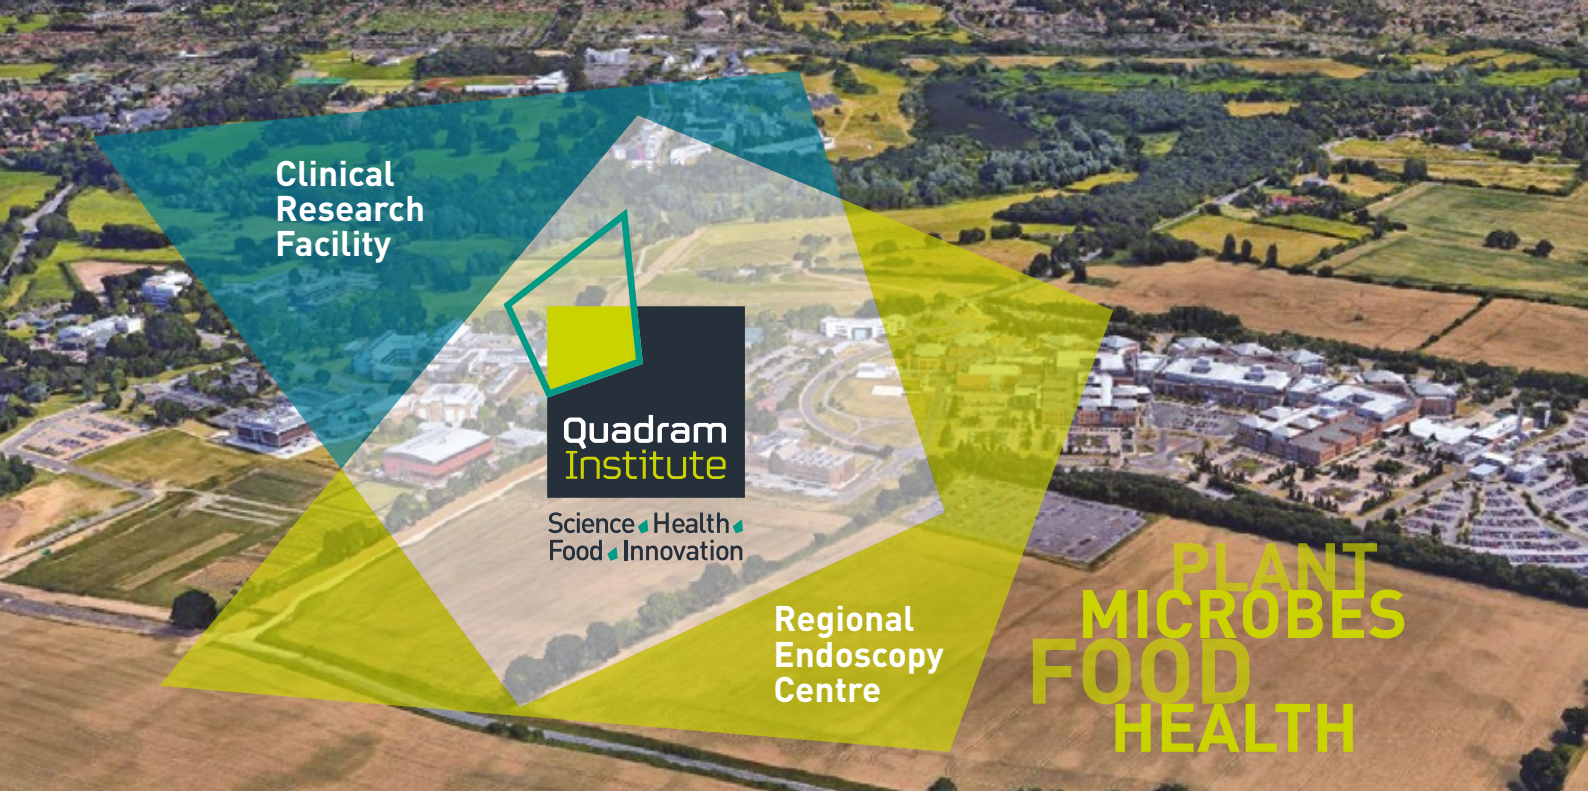 Clinical
Research
Facility
Quadram
Institute
Science Health
Food Innovation
Regional
Endoscopy
Centre
PLANT
MICROBES
FOOD
HEALTH